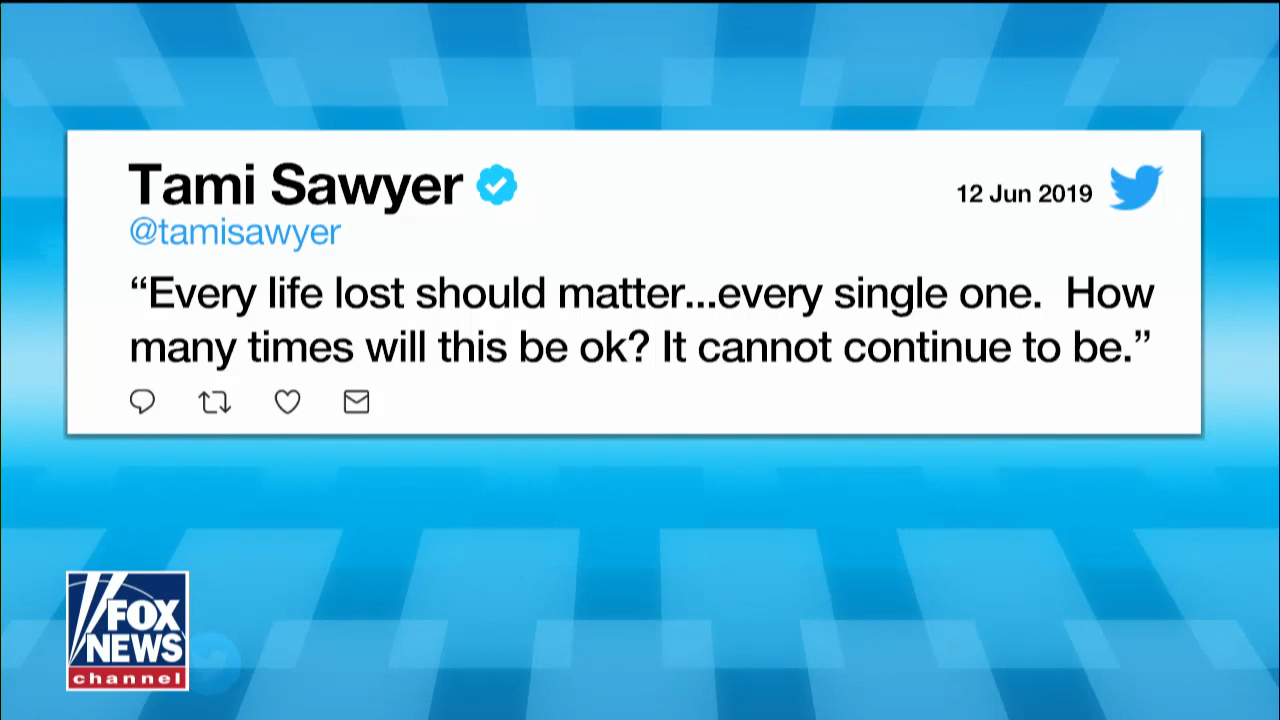 Tami Sawyer
12 Jun 2019
@tamisawyer
“Every life lost should matter...every single one.  How
many times will this be ok? It cannot continue to be.”
FOX
NEWS
channel